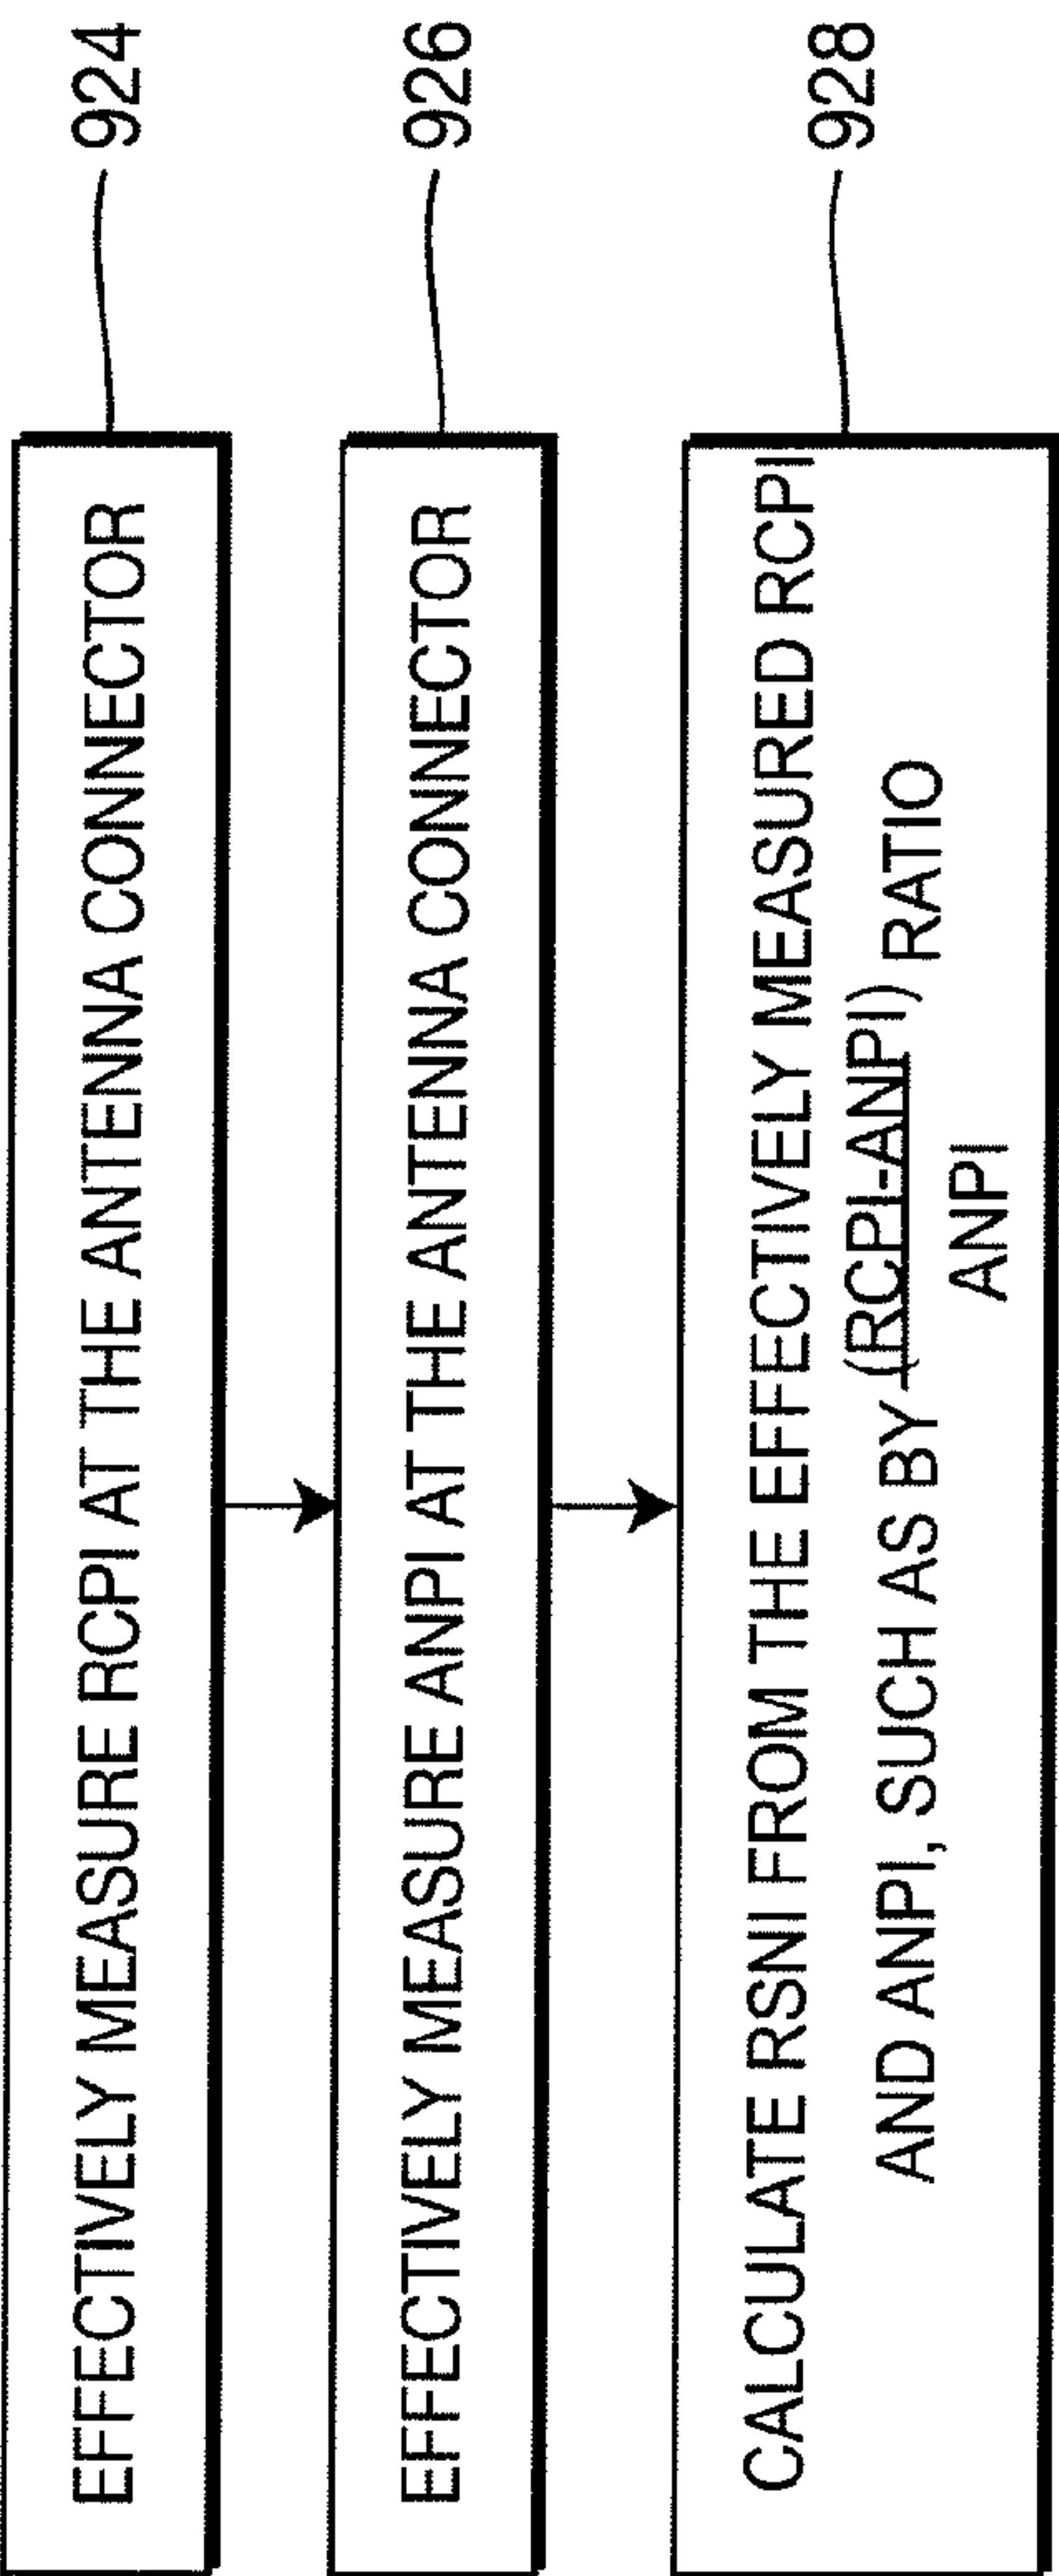 EFFECTIVELY MEASURE RCPI AT THE ANTENNA CONNECTOR
924
EFFECTIVELY MEASURE ANPI AT THE ANTENNA CONNECTOR
926
CALCULATE RSNI FROM THE EFFECTIVELY MEASURED RCPI
AND ANPI, SUCH AS BY (RCPI-ANPI) RATIO
ANPI
928